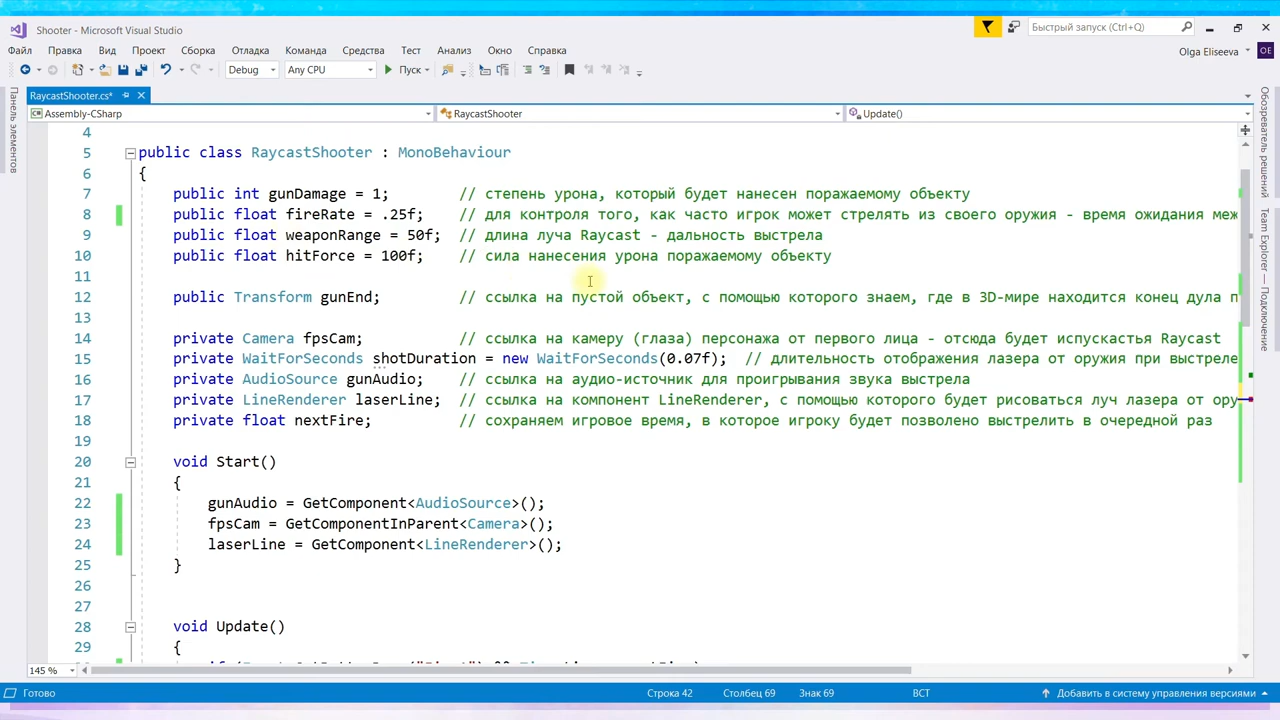 Shooter - Microsoft Visual Studio
Быстрый запуск (Ctrl+Q)
Файл Правка Вид Проект Сборка Отладка Команда Средства Тест Анализ Окно Справка
Olga Eliseeva OE
Debug Any CPU Пуск
RaycastShooter.cs*
Assembly-CSharp RaycastShooter Update()
Панель элементов
Обозреватель решений
Team Explorer — Подключение
4
5 public class RaycastShooter : MonoBehaviour
6 {
7 public int gunDamage = 1; // степень урона, который будет нанесен поражаемому объекту
8 public float fireRate = .25f; // для контроля того, как часто игрок может стрелять из своего оружия - время ожидания меж
9 public float weaponRange = 50f; // длина луча Raycast - дальность выстрела
10 public float hitForce = 100f; // сила нанесения урона поражаемому объекту
11
12 public Transform gunEnd; // ссылка на пустой объект, с помощью которого знаем, где в 3D-мире находится конец дула п
13
14 private Camera fpsCam; // ссылка на камеру (глаза) персонажа от первого лица - отсюда будет испускастья Raycast
15 private WaitForSeconds shotDuration = new WaitForSeconds(0.07f); // длительность отображения лазера от оружия при выстреле
16 private AudioSource gunAudio; // ссылка на аудио-источник для проигрывания звука выстрела
17 private LineRenderer laserLine; // ссылка на компонент LineRenderer, с помощью которого будет рисоваться луч лазера от ору
18 private float nextFire; // сохраняем игровое время, в которое игроку будет позволено выстрелить в очередной раз
19
20 void Start()
21 {
22 gunAudio = GetComponent<AudioSource>();
23 fpsCam = GetComponentInParent<Camera>();
24 laserLine = GetComponent<LineRenderer>();
25 }
26
27
28 void Update()
29 {
145 %
Готово Строка 42 Столбец 69 Знак 69 ВСТ Добавить в систему управления версиями